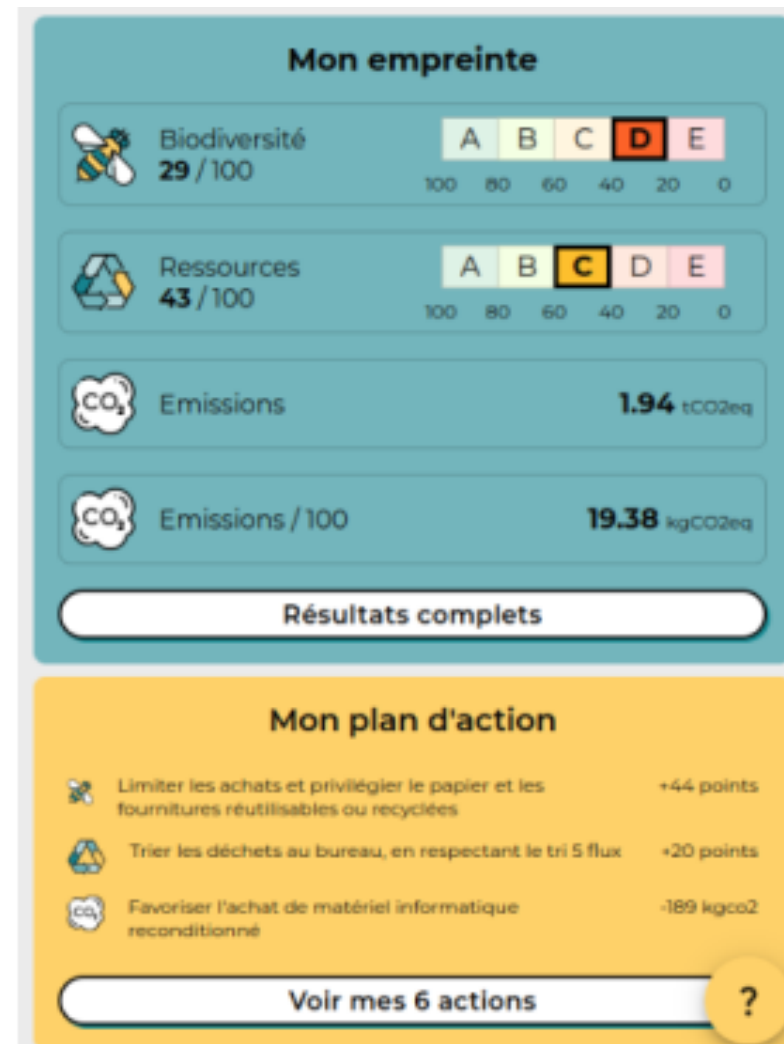 Mon empreinte
Biodiversité
29 / 100
A B C D E
100 80 60 40 20 0
Ressources
43 / 100
A B C D E
100 80 60 40 20 0
CO₂ Emissions 1.94 tCO2eq
CO₂ Emissions / 100 19.38 kgCO2eq
Résultats complets
Mon plan d'action
Limiter les achats et privilégier le papier et les +44 points
fournitures réutilisables ou recyclées
Trier les déchets au bureau, en respectant le tri 5 flux +20 points
CO₂ Favoriser l'achat de matériel informatique -189 kgco2
reconditionné
Voir mes 6 actions
?